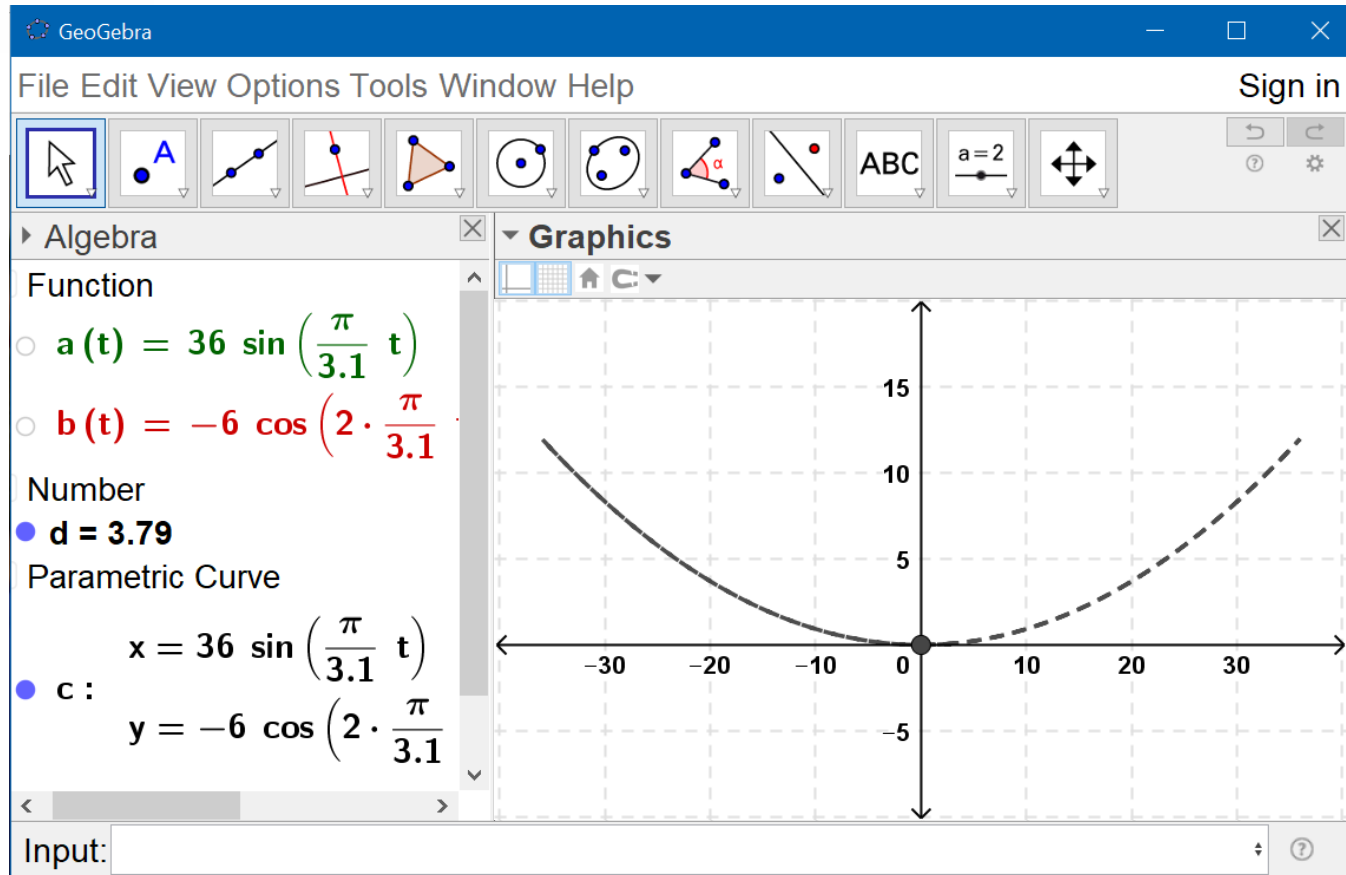 GeoGebra
File Edit View Options Tools Window Help Sign in
A α ABC a = 2
Algebra
Graphics
Function
a (t) = 36 sin(π/3.1 t)
b (t) = −6 cos(2 · π/3.1
Number
d = 3.79
Parametric Curve
c :
x = 36 sin(π/3.1 t)
y = −6 cos(2 · π/3.1
15
10
5
−30 −20 −10 0 10 20 30
−5
Input: